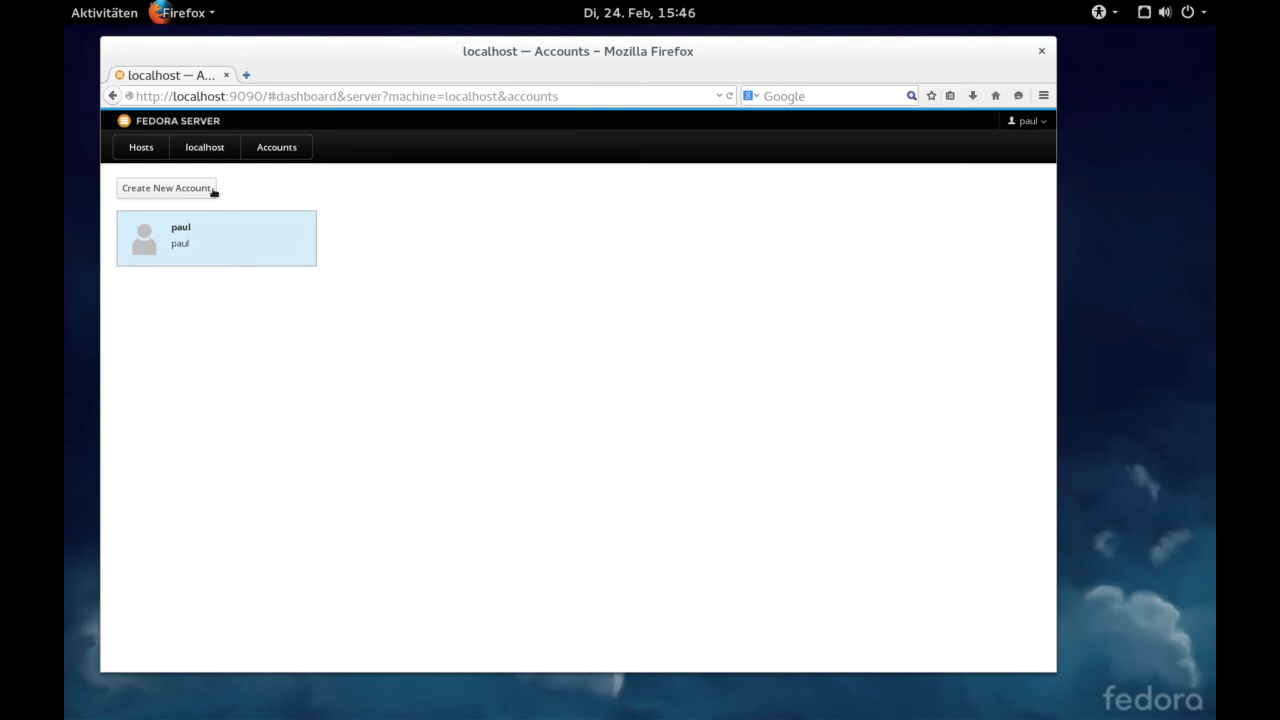 Aktivitäten Firefox Di, 24. Feb, 15:46
localhost — Accounts – Mozilla Firefox
localhost — A...
http://localhost:9090/#dashboard&server?machine=localhost&accounts Google
FEDORA SERVER paul
Hosts localhost Accounts
Create New Account
paul
paul
fedora